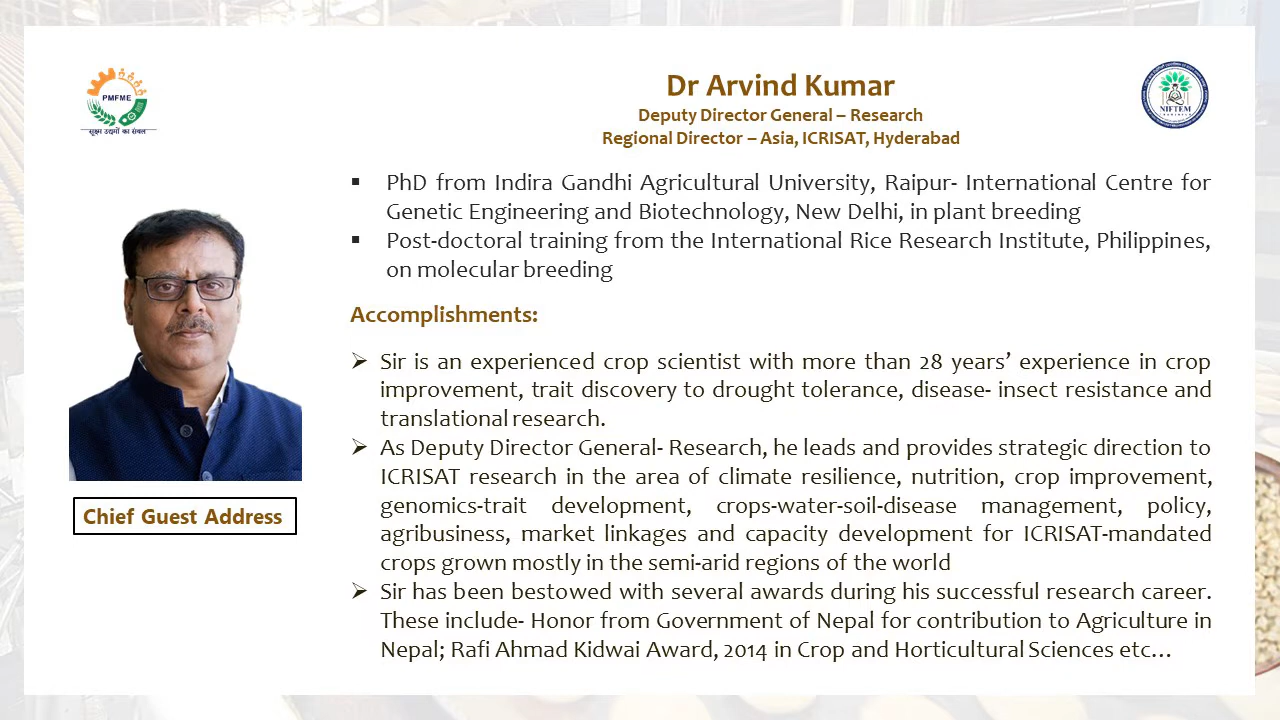 PMFME
सूक्ष्म उद्यमों का संबल
Dr Arvind Kumar
Deputy Director General – Research
Regional Director – Asia, ICRISAT, Hyderabad
NIFTEM
▪ PhD from Indira Gandhi Agricultural University, Raipur- International Centre for
Genetic Engineering and Biotechnology, New Delhi, in plant breeding
▪ Post-doctoral training from the International Rice Research Institute, Philippines,
on molecular breeding
Accomplishments:
➢ Sir is an experienced crop scientist with more than 28 years’ experience in crop
improvement, trait discovery to drought tolerance, disease- insect resistance and
translational research.
➢ As Deputy Director General- Research, he leads and provides strategic direction to
ICRISAT research in the area of climate resilience, nutrition, crop improvement,
genomics-trait development, crops-water-soil-disease management, policy,
agribusiness, market linkages and capacity development for ICRISAT-mandated
crops grown mostly in the semi-arid regions of the world
➢ Sir has been bestowed with several awards during his successful research career.
These include- Honor from Government of Nepal for contribution to Agriculture in
Nepal; Rafi Ahmad Kidwai Award, 2014 in Crop and Horticultural Sciences etc…
Chief Guest Address